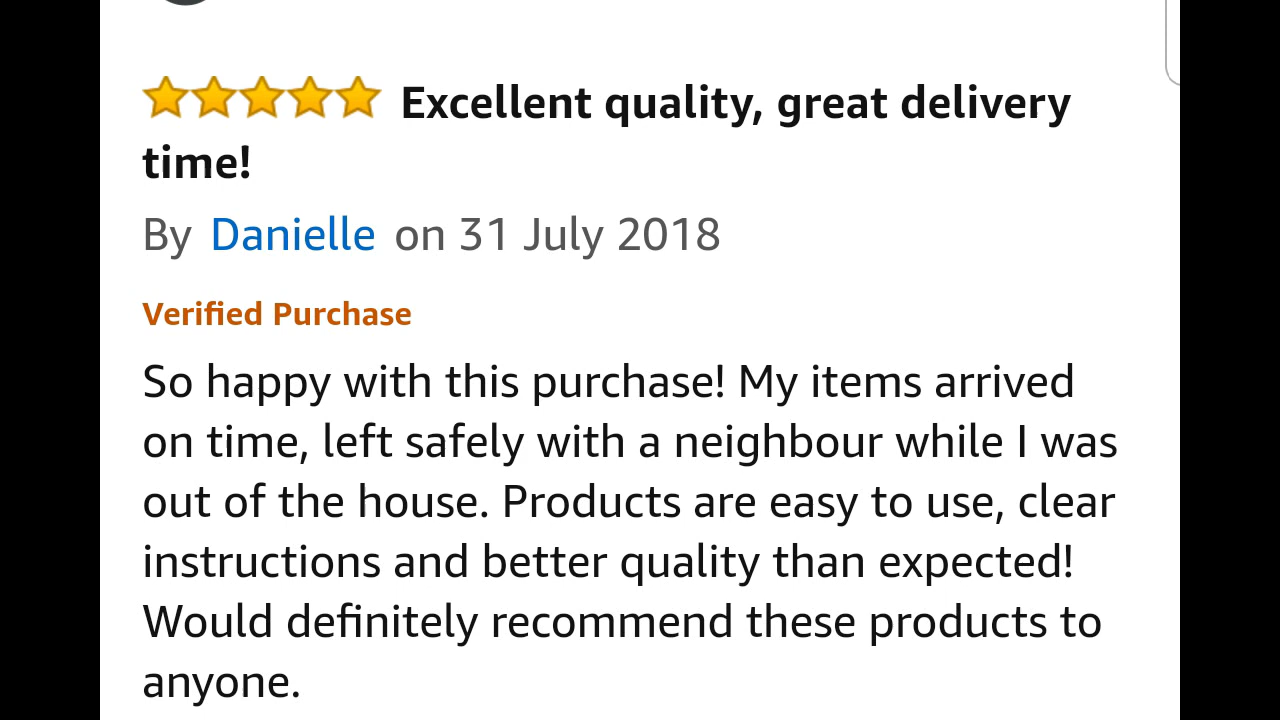 Excellent quality, great delivery
time!
By Danielle on 31 July 2018
Verified Purchase
So happy with this purchase! My items arrived
on time, left safely with a neighbour while I was
out of the house. Products are easy to use, clear
instructions and better quality than expected!
Would definitely recommend these products to
anyone.